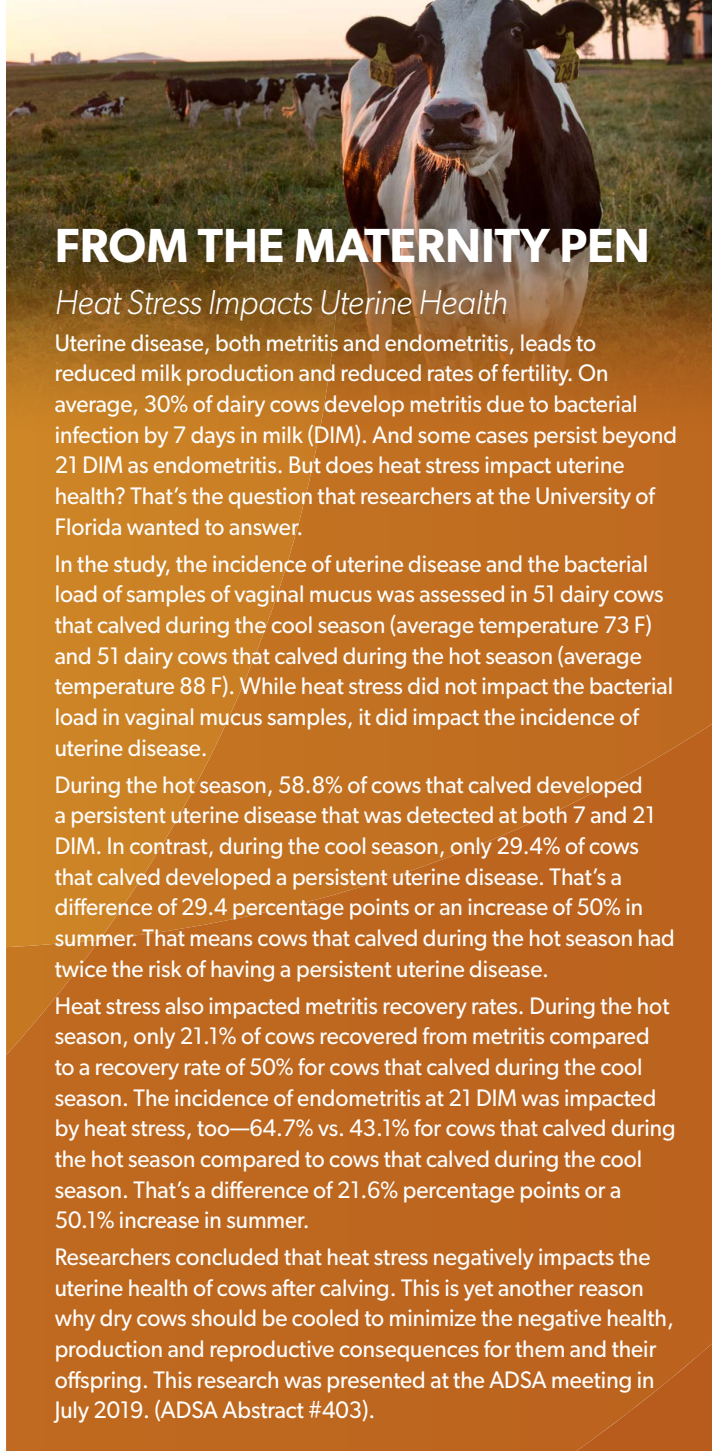 FROM THE MATERNITY PEN
Heat Stress Impacts Uterine Health
Uterine disease, both metritis and endometritis, leads to
reduced milk production and reduced rates of fertility. On
average, 30% of dairy cows develop metritis due to bacterial
infection by 7 days in milk (DIM). And some cases persist beyond
21 DIM as endometritis. But does heat stress impact uterine
health? That's the question that researchers at the University of
Florida wanted to answer.
In the study, the incidence of uterine disease and the bacterial
load of samples of vaginal mucus was assessed in 51 dairy cows
that calved during the cool season (average temperature 73 F)
and 51 dairy cows that calved during the hot season (average
temperature 88 F). While heat stress did not impact the bacterial
load in vaginal mucus samples, it did impact the incidence of
uterine disease.
During the hot season, 58.8% of cows that calved developed
a persistent uterine disease that was detected at both 7 and 21
DIM. In contrast, during the cool season, only 29.4% of cows
that calved developed a persistent uterine disease. That's a
difference of 29.4 percentage points or an increase of 50% in
summer. That means cows that calved during the hot season had
twice the risk of having a persistent uterine disease.
Heat stress also impacted metritis recovery rates. During the hot
season, only 21.1% of cows recovered from metritis compared
to a recovery rate of 50% for cows that calved during the cool
season. The incidence of endometritis at 21 DIM was impacted
by heat stress, too—64.7% vs. 43.1% for cows that calved during
the hot season compared to cows that calved during the cool
season. That's a difference of 21.6% percentage points or a
50.1% increase in summer.
Researchers concluded that heat stress negatively impacts the
uterine health of cows after calving. This is yet another reason
why dry cows should be cooled to minimize the negative health,
production and reproductive consequences for them and their
offspring. This research was presented at the ADSA meeting in
July 2019. (ADSA Abstract #403).